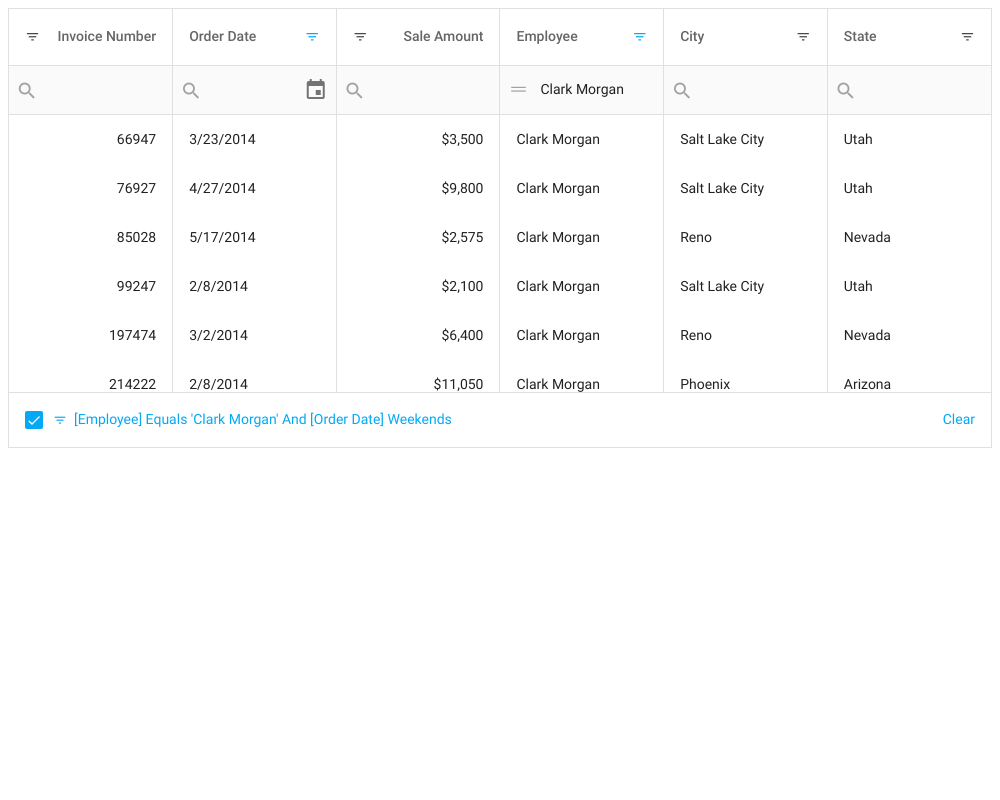 Invoice Number Order Date Sale Amount Employee City State
Clark Morgan
66947 3/23/2014 $3,500 Clark Morgan Salt Lake City Utah
76927 4/27/2014 $9,800 Clark Morgan Salt Lake City Utah
85028 5/17/2014 $2,575 Clark Morgan Reno Nevada
99247 2/8/2014 $2,100 Clark Morgan Salt Lake City Utah
197474 3/2/2014 $6,400 Clark Morgan Reno Nevada
214222 2/8/2014 $11,050 Clark Morgan Phoenix Arizona
[Employee] Equals 'Clark Morgan' And [Order Date] Weekends Clear